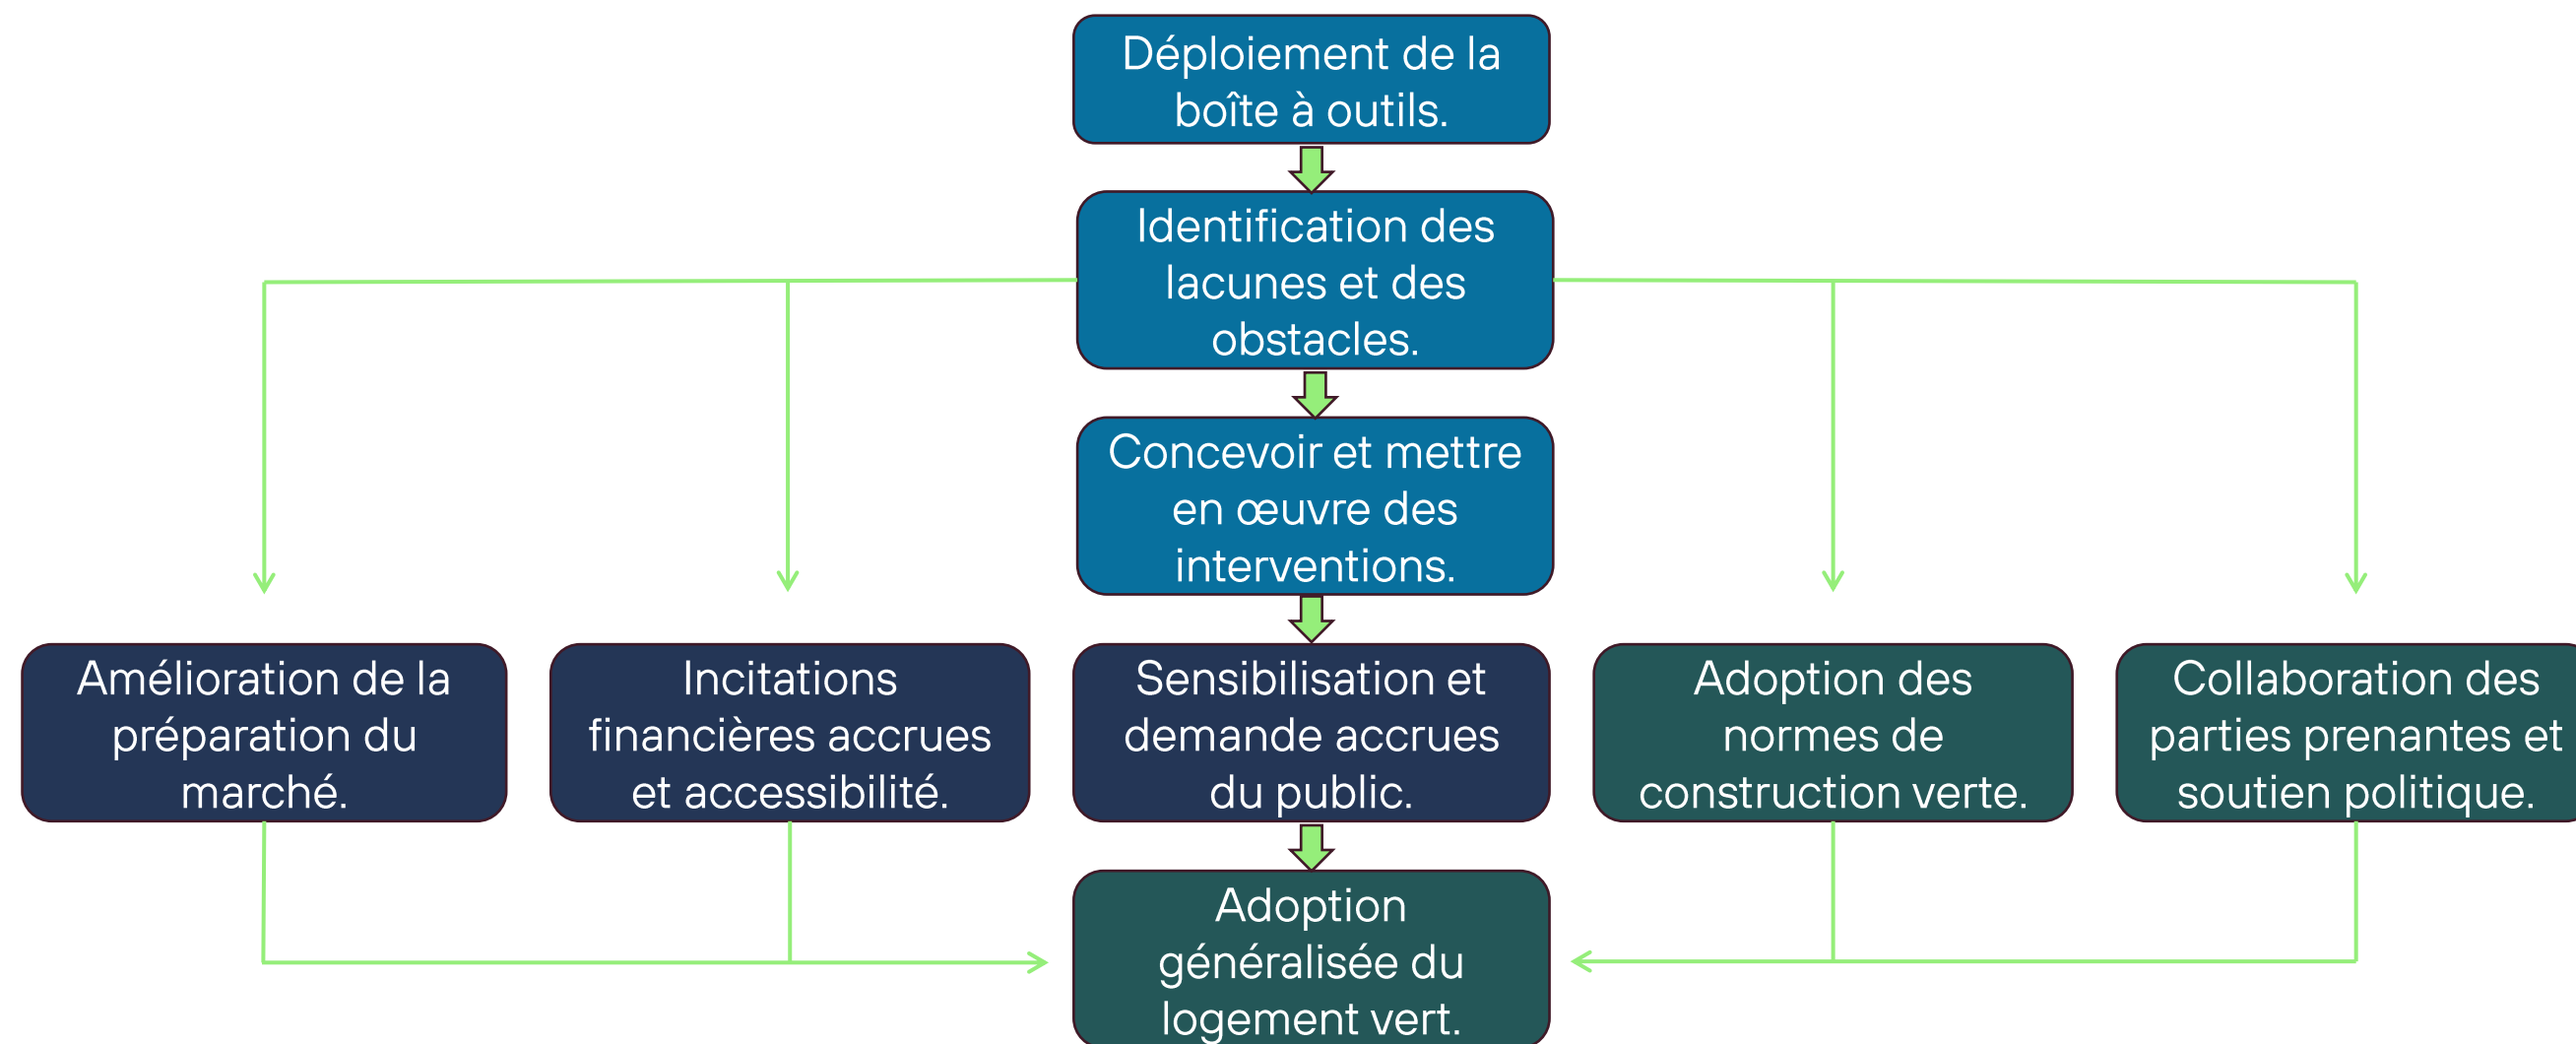 Déploiement de la
boîte à outils.
Identification des
lacunes et des
obstacles.
Concevoir et mettre
en œuvre des
interventions.
Amélioration de la
préparation du
marché.
Incitations
financières accrues
et accessibilité.
Sensibilisation et
demande accrues
du public.
Adoption des
normes de
construction verte.
Collaboration des
parties prenantes et
soutien politique.
Adoption
généralisée du
logement vert.